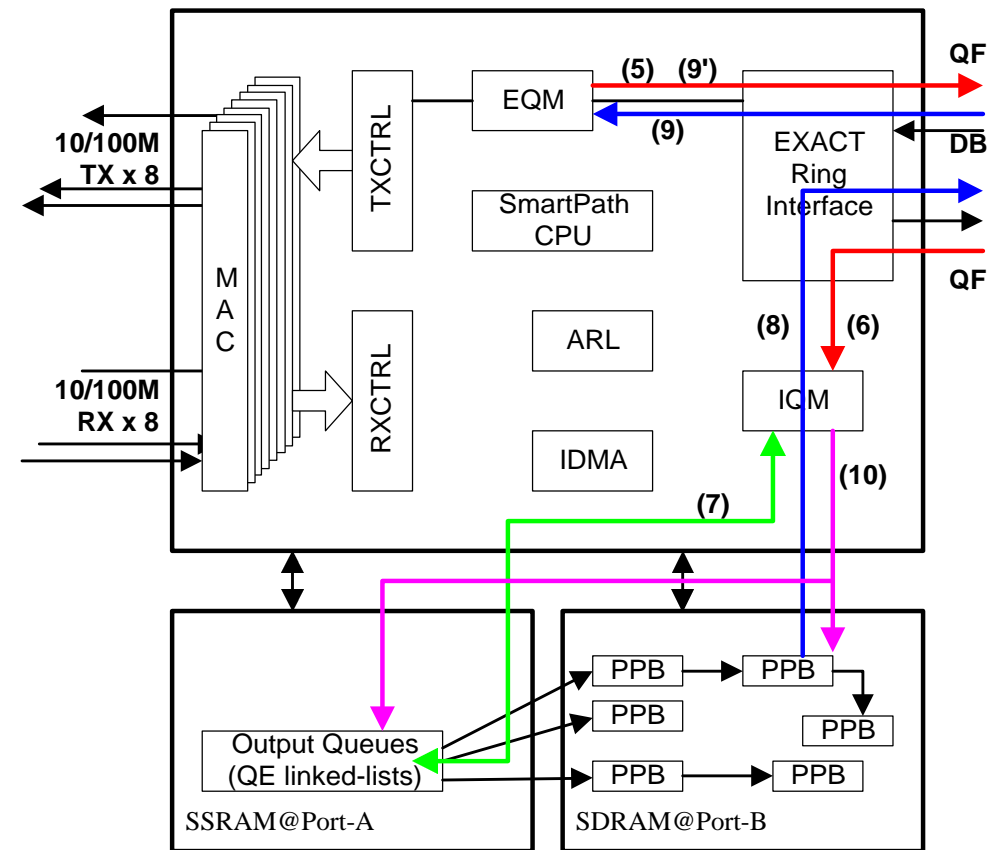 QF
(5) (9')
EQM
(9)
10/100M
TX x 8
TXCTRL
EXACT
Ring
Interface
DB
SmartPath
CPU
QF
MAC
(8)
(6)
ARL
RXCTRL
10/100M
RX x 8
IQM
IDMA
(10)
(7)
PPB
PPB
PPB
PPB
Output Queues
(QE linked-lists)
PPB
PPB
SSRAM@Port-A
SDRAM@Port-B